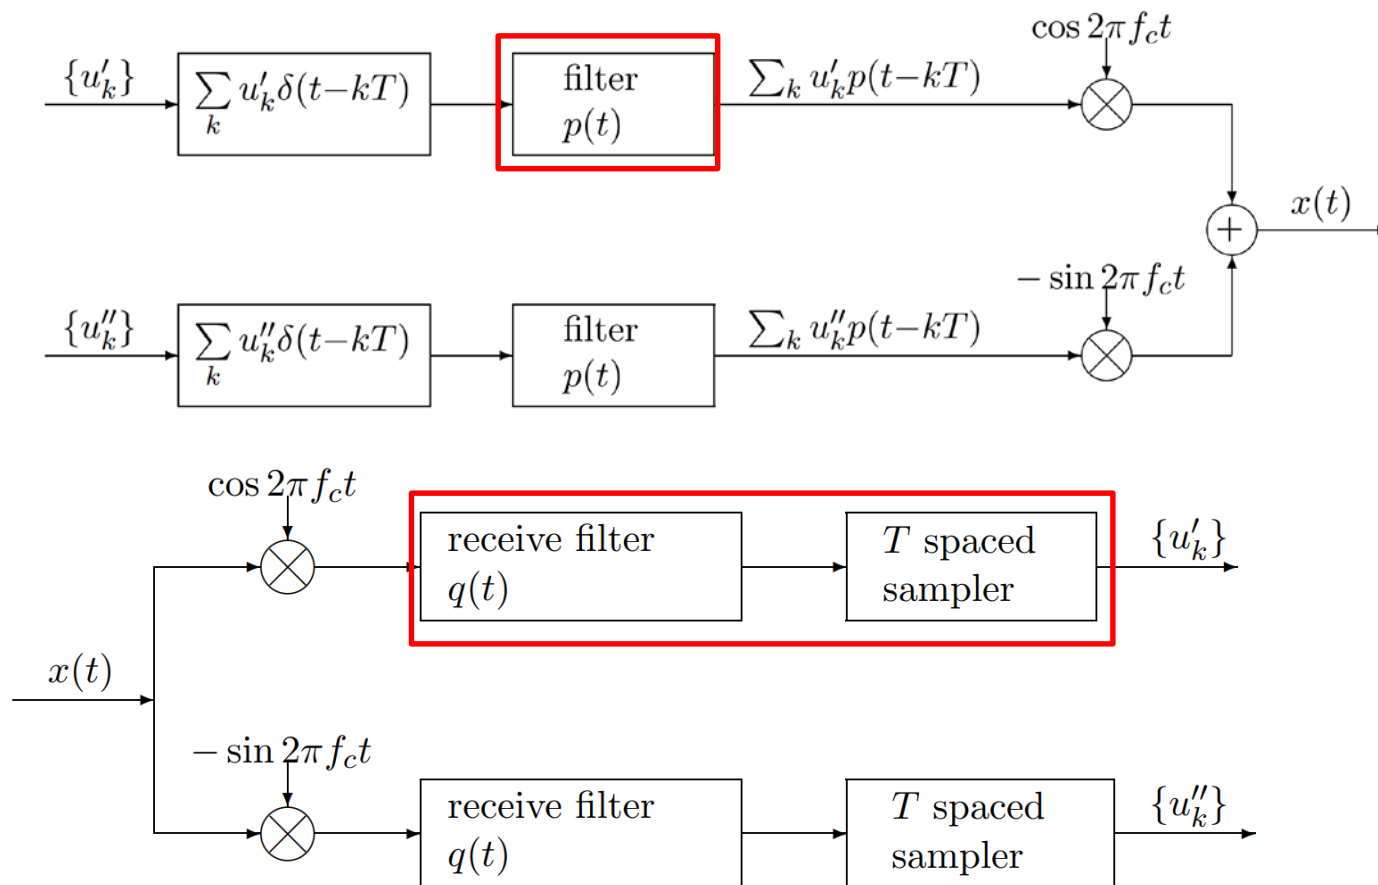 cos 2πf_c t
{u′_k} ∑_k u′_k δ(t−kT) filter p(t) ∑_k u′_k p(t−kT)
x(t)
+
− sin 2πf_c t
{u″_k} ∑_k u″_k δ(t−kT) filter p(t) ∑_k u″_k p(t−kT)
cos 2πf_c t
receive filter q(t) T spaced sampler {u′_k}
x(t)
− sin 2πf_c t
receive filter q(t) T spaced sampler {u″_k}